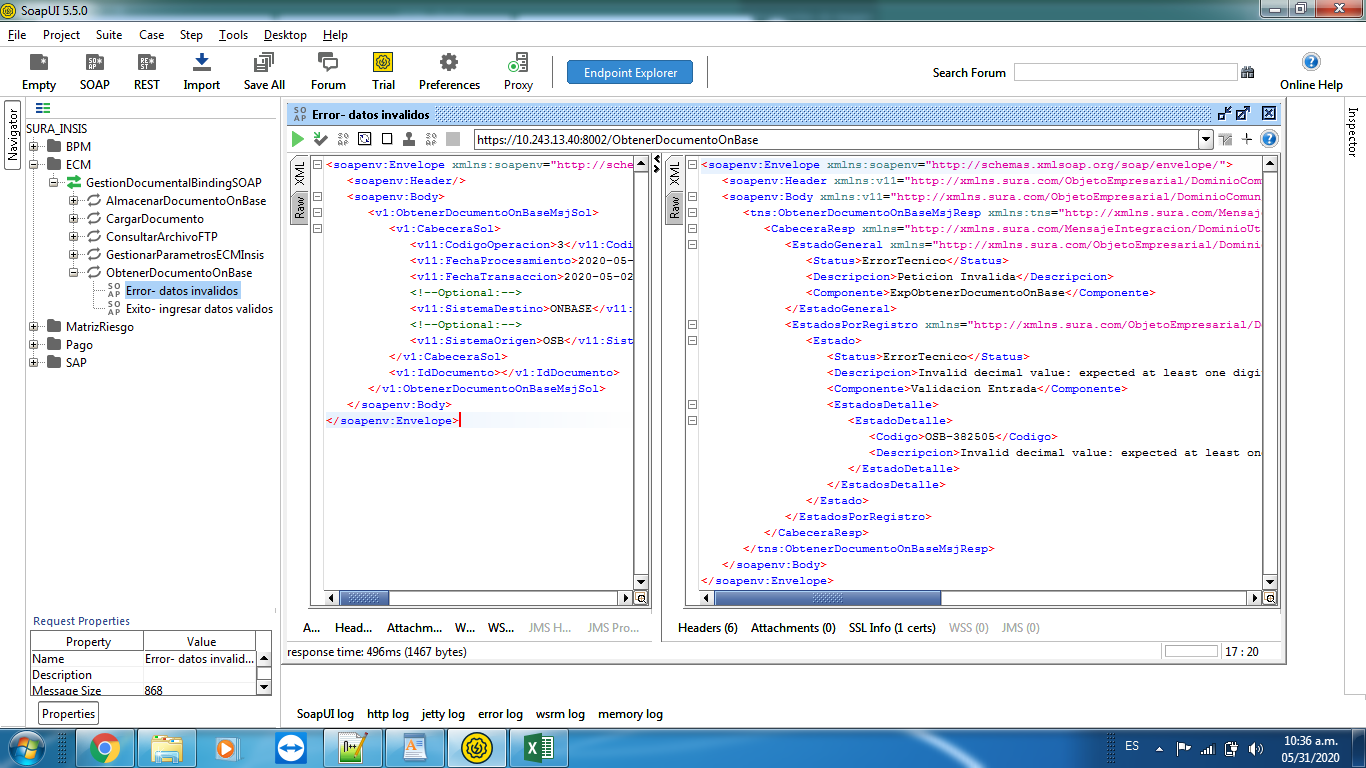 SoapUI 5.5.0
File Project Suite Case Step Tools Desktop Help
Empty SOAP REST Import Save All Forum Trial Preferences Proxy Endpoint Explorer Search Forum Online Help
Navigator
Inspector
SURA_INSIS
BPM
ECM
GestionDocumentalBindingSOAP
AlmacenarDocumentoOnBase
CargarDocumento
ConsultarArchivoFTP
GestionarParametrosECMInsis
ObtenerDocumentoOnBase
Error- datos invalidos
Exito- ingresar datos validos
MatrizRiesgo
Pago
SAP
Request Properties
Property Value
Name Error- datos invalid...
Description
Message Size 868
Properties
Error- datos invalidos
https://10.243.13.40:8002/ObtenerDocumentoOnBase
XML
Raw
<soapenv:Envelope xmlns:soapenv="http://sche
<soapenv:Header/>
<soapenv:Body>
<v1:ObtenerDocumentoOnBaseMsjSol>
<v1:CabeceraSol>
<v11:CodigoOperacion>3</v11:Codi
<v11:FechaProcesamiento>2020-05-
<v11:FechaTransaccion>2020-05-02
<!--Optional:-->
<v11:SistemaDestino>ONBASE</v11:
<!--Optional:-->
<v11:SistemaOrigen>OSB</v11:Sist
</v1:CabeceraSol>
<v1:IdDocumento></v1:IdDocumento>
</v1:ObtenerDocumentoOnBaseMsjSol>
</soapenv:Body>
</soapenv:Envelope>
A... Head... Attachm... W... WS... JMS H... JMS Pro...
XML
Raw
<soapenv:Envelope xmlns:soapenv="http://schemas.xmlsoap.org/soap/envelope/">
<soapenv:Header xmlns:v11="http://xmlns.sura.com/ObjetoEmpresarial/DominioCom
<soapenv:Body xmlns:v11="http://xmlns.sura.com/ObjetoEmpresarial/DominioComun
<tns:ObtenerDocumentoOnBaseMsjResp xmlns:tns="http://xmlns.sura.com/Mensaje
<CabeceraResp xmlns="http://xmlns.sura.com/MensajeIntegracion/DominioUt
<EstadoGeneral xmlns="http://xmlns.sura.com/ObjetoEmpresarial/Domini
<Status>ErrorTecnico</Status>
<Descripcion>Peticion Invalida</Descripcion>
<Componente>ExpObtenerDocumentoOnBase</Componente>
</EstadoGeneral>
<EstadosPorRegistro xmlns="http://xmlns.sura.com/ObjetoEmpresarial/D
<Estado>
<Status>ErrorTecnico</Status>
<Descripcion>Invalid decimal value: expected at least one digi
<Componente>Validacion Entrada</Componente>
<EstadosDetalle>
<EstadoDetalle>
<Codigo>OSB-382505</Codigo>
<Descripcion>Invalid decimal value: expected at least on
</EstadoDetalle>
</EstadosDetalle>
</Estado>
</EstadosPorRegistro>
</CabeceraResp>
</tns:ObtenerDocumentoOnBaseMsjResp>
</soapenv:Body>
</soapenv:Envelope>
Headers (6) Attachments (0) SSL Info (1 certs) WSS (0) JMS (0)
response time: 496ms (1467 bytes) 17 : 20
SoapUI log http log jetty log error log wsrm log memory log
ES
10:36 a.m.
05/31/2020